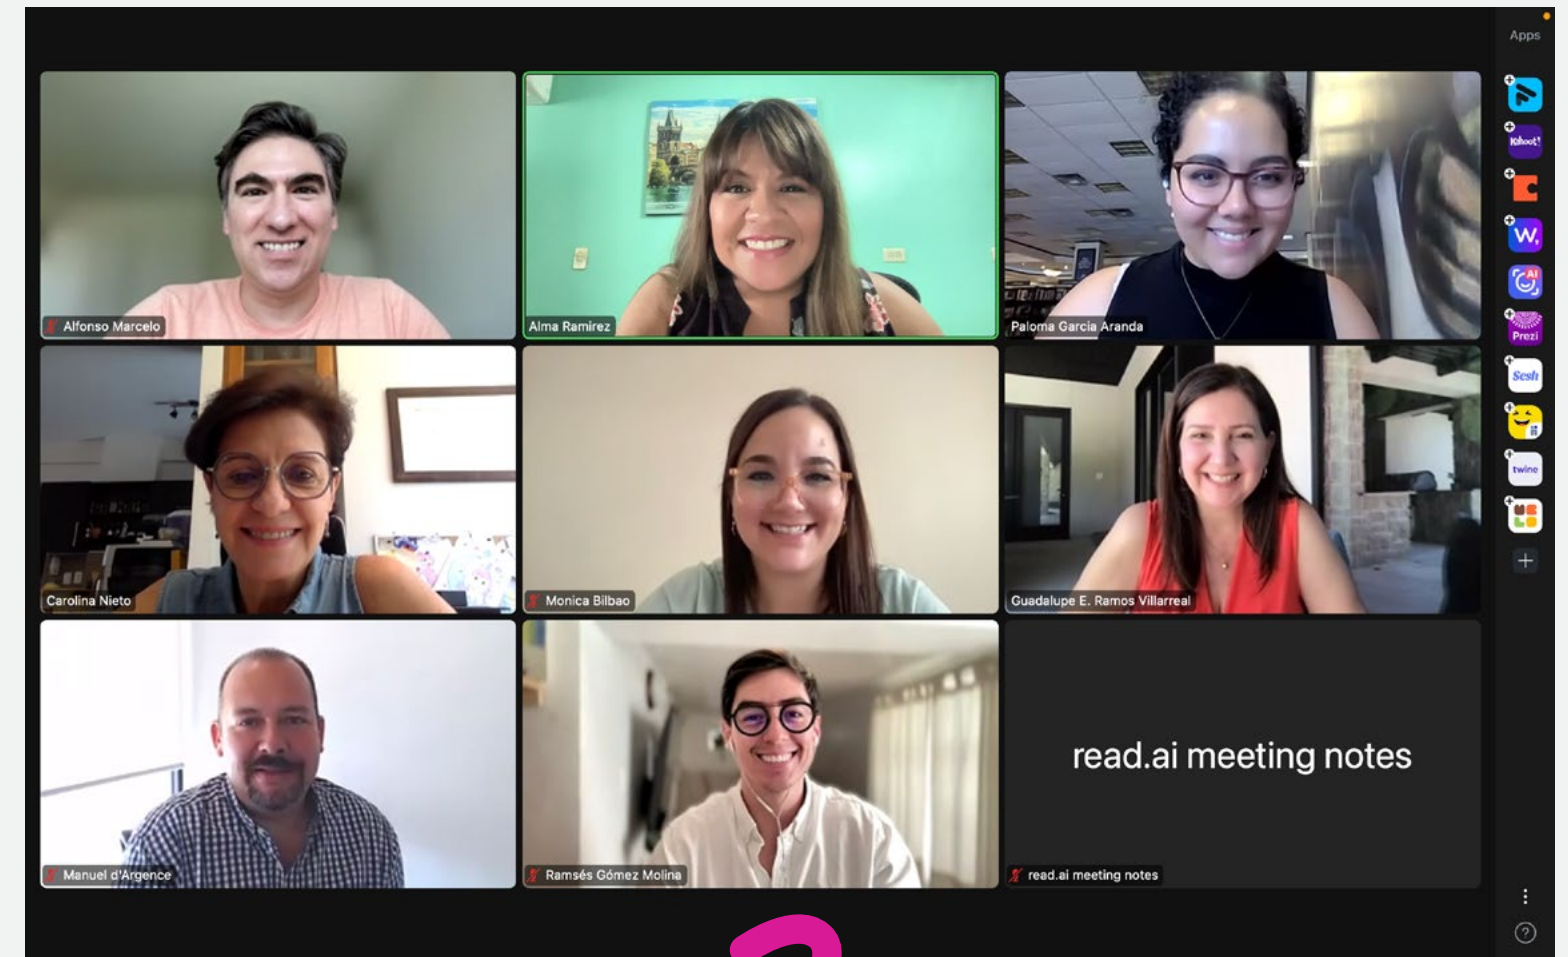 Apps
Alfonso Marcelo
Alma Ramirez
Paloma Garcia Aranda
Kahoot!
W
AI
Prezi
Sesh
twine
Carolina Nieto
Monica Bilbao
Guadalupe E. Ramos Villarreal
read.ai meeting notes
Manuel d'Argence
Ramsés Gómez Molina
read.ai meeting notes
?